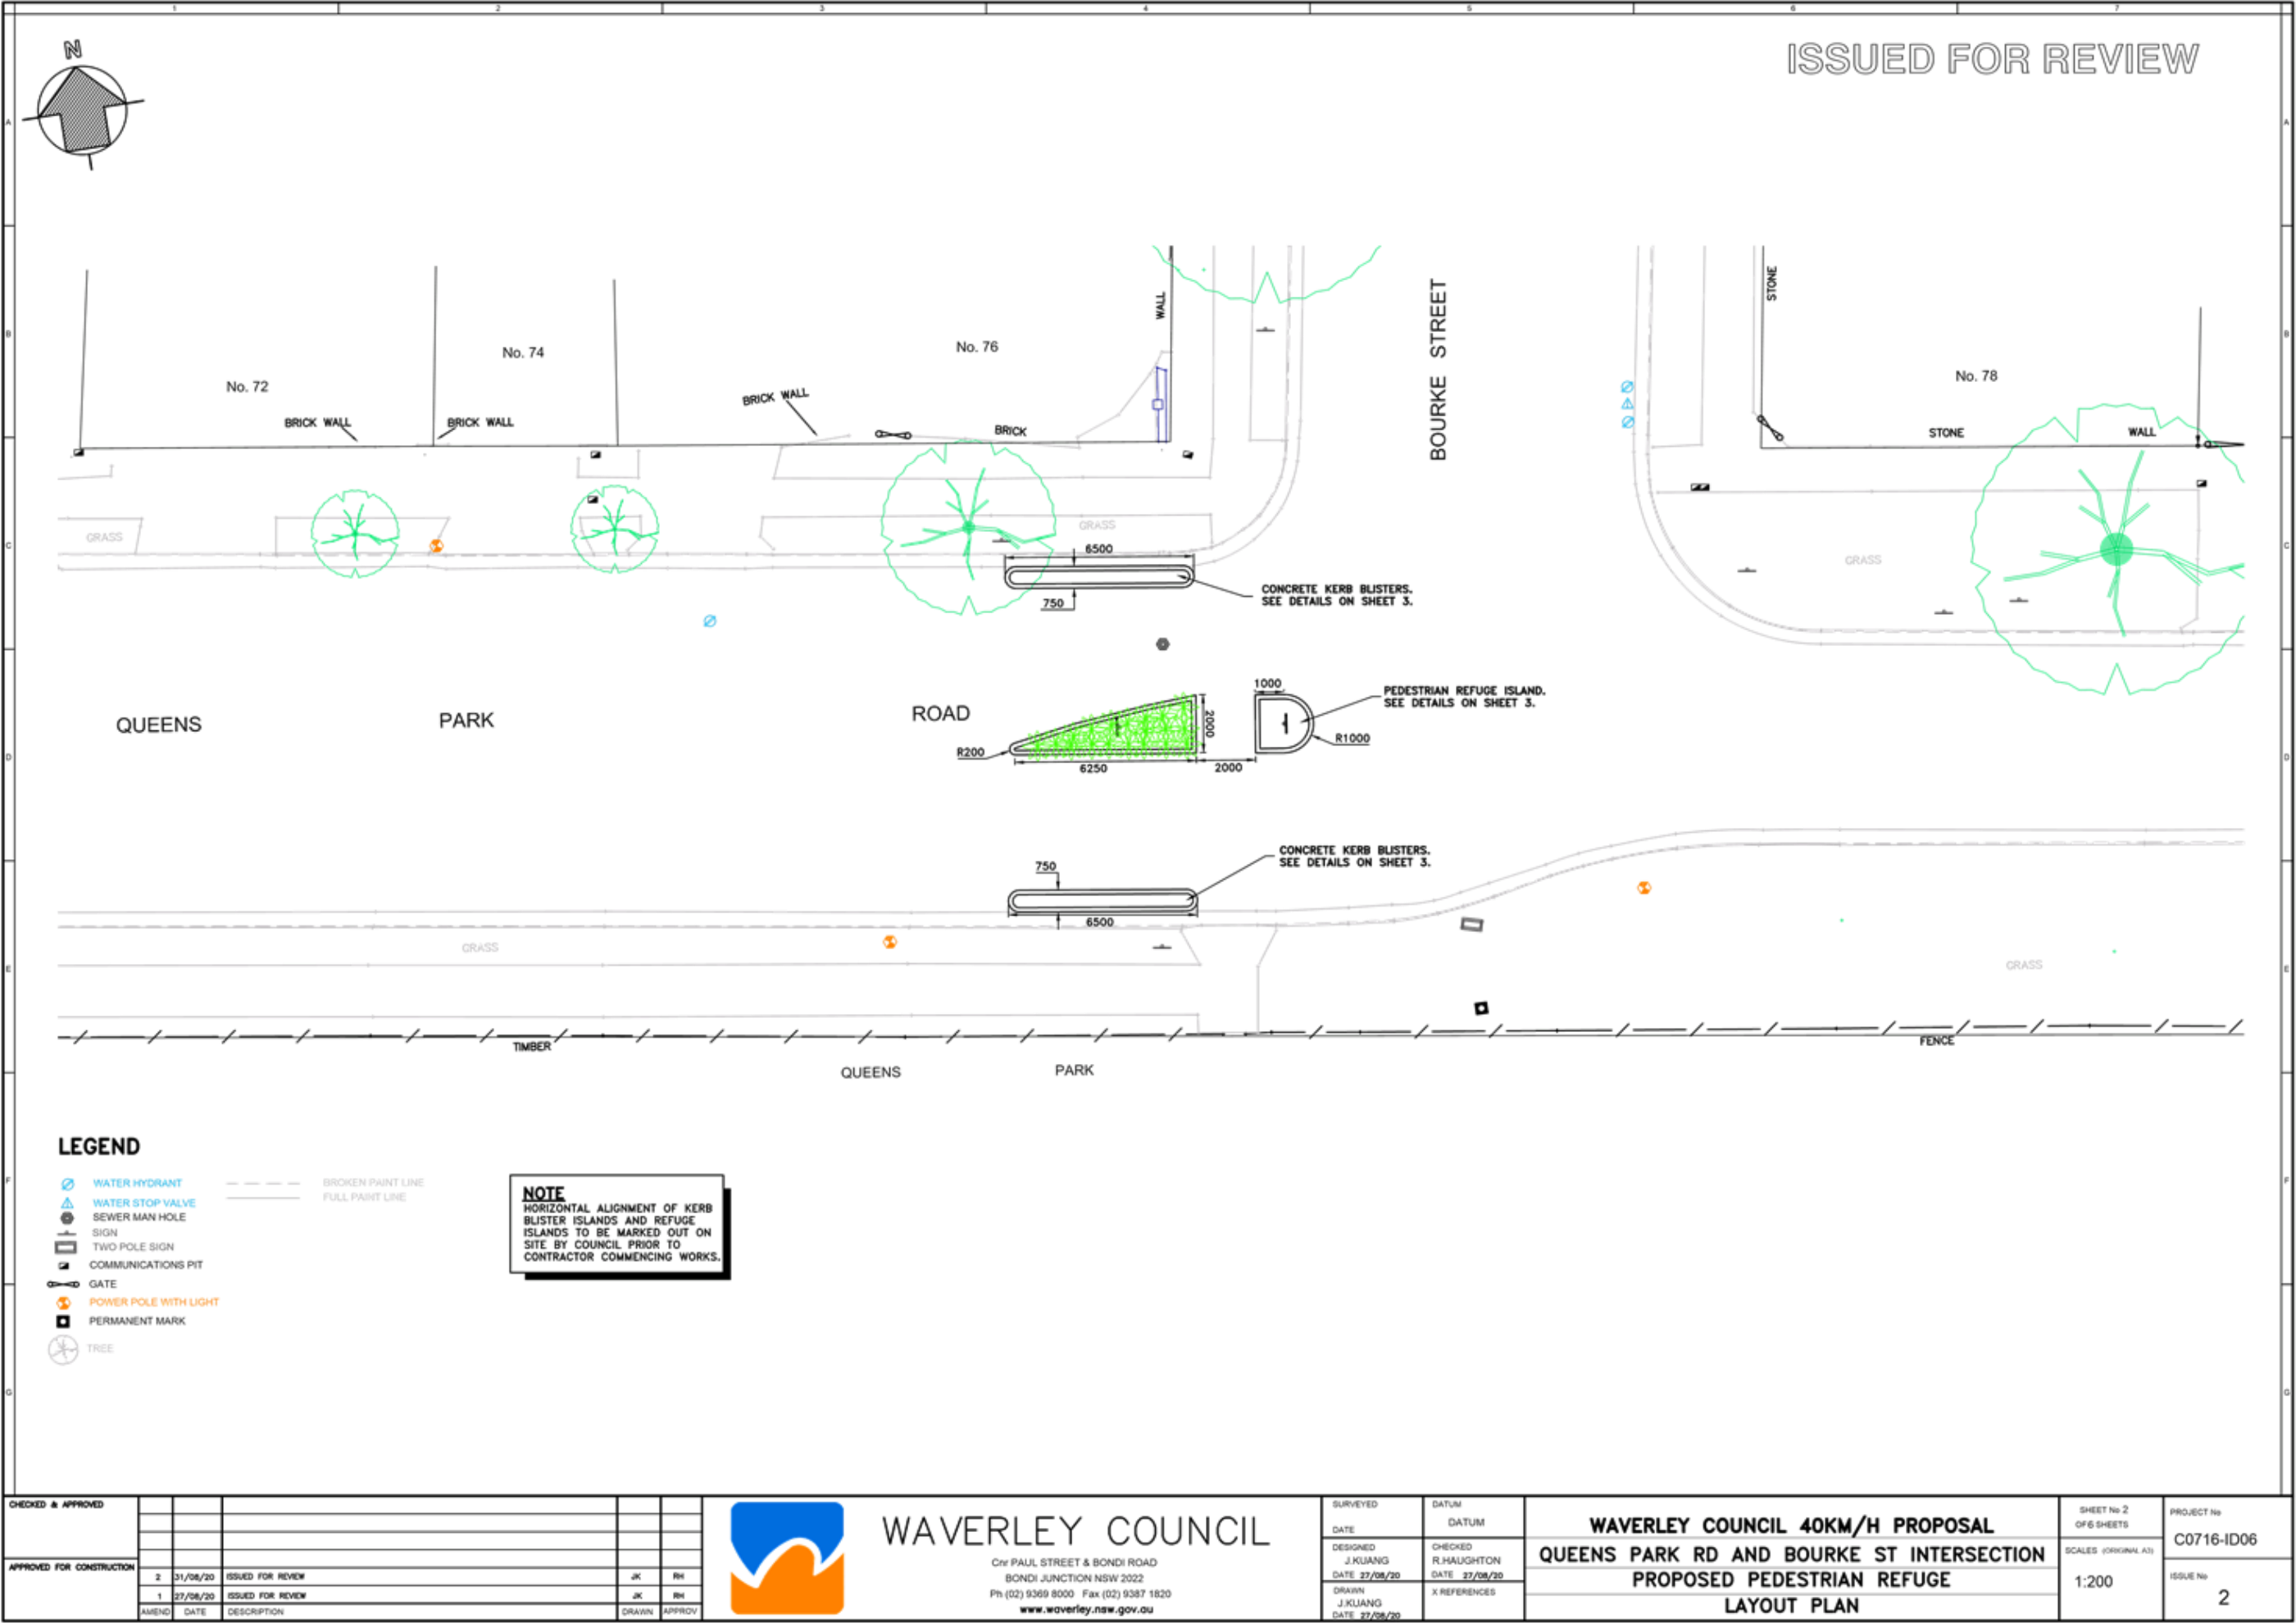 1 2 3 4 5 6 7
N
ISSUED FOR REVIEW
A A
B B
C C
D D
E E
F F
G G
WALL
BOURKE STREET
STONE
No. 72
No. 74
No. 76
No. 78
BRICK WALL
BRICK WALL
BRICK WALL
BRICK
STONE WALL
GRASS
GRASS
GRASS
6500
750
CONCRETE KERB BLISTERS.
SEE DETAILS ON SHEET 3.
QUEENS PARK ROAD
1000
PEDESTRIAN REFUGE ISLAND.
SEE DETAILS ON SHEET 3.
2000
R200
R1000
6250
2000
750
CONCRETE KERB BLISTERS.
SEE DETAILS ON SHEET 3.
6500
GRASS
GRASS
TIMBER
FENCE
QUEENS PARK
LEGEND
WATER HYDRANT
WATER STOP VALVE
SEWER MAN HOLE
SIGN
TWO POLE SIGN
COMMUNICATIONS PIT
GATE
POWER POLE WITH LIGHT
PERMANENT MARK
TREE
BROKEN PAINT LINE
FULL PAINT LINE
NOTE
HORIZONTAL ALIGNMENT OF KERB
BLISTER ISLANDS AND REFUGE
ISLANDS TO BE MARKED OUT ON
SITE BY COUNCIL PRIOR TO
CONTRACTOR COMMENCING WORKS.
CHECKED & APPROVED
APPROVED FOR CONSTRUCTION
2 31/08/20 ISSUED FOR REVIEW JK RH
1 27/08/20 ISSUED FOR REVIEW JK RH
AMEND DATE DESCRIPTION DRAWN APPROV
WAVERLEY COUNCIL
Cnr PAUL STREET & BONDI ROAD
BONDI JUNCTION NSW 2022
Ph (02) 9369 8000 Fax (02) 9387 1820
www.waverley.nsw.gov.au
SURVEYED
DATE
DATUM
DATUM
DESIGNED
J.KUANG
DATE 27/08/20
CHECKED
R.HAUGHTON
DATE 27/08/20
DRAWN
J.KUANG
DATE 27/08/20
X REFERENCES
WAVERLEY COUNCIL 40KM/H PROPOSAL
QUEENS PARK RD AND BOURKE ST INTERSECTION
PROPOSED PEDESTRIAN REFUGE
LAYOUT PLAN
SHEET No 2
OF 6 SHEETS
SCALES (ORIGINAL A3)
1:200
PROJECT No
C0716-ID06
ISSUE No
2